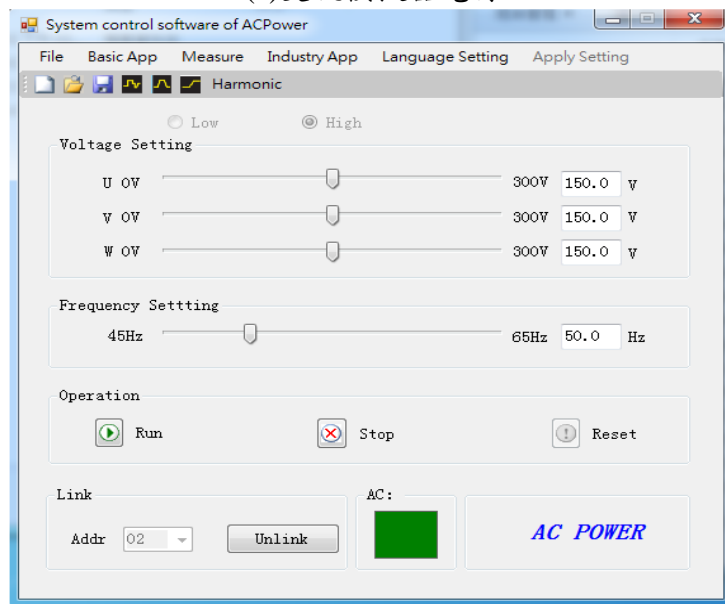 System control software of ACPower
File Basic App Measure Industry App Language Setting Apply Setting
Harmonic
Low High
Voltage Setting
U 0V 300V 150.0 V
V 0V 300V 150.0 V
W 0V 300V 150.0 V
Frequency Settting
45Hz 65Hz 50.0 Hz
Operation
Run Stop Reset
Link AC:
Addr 02 Unlink AC POWER